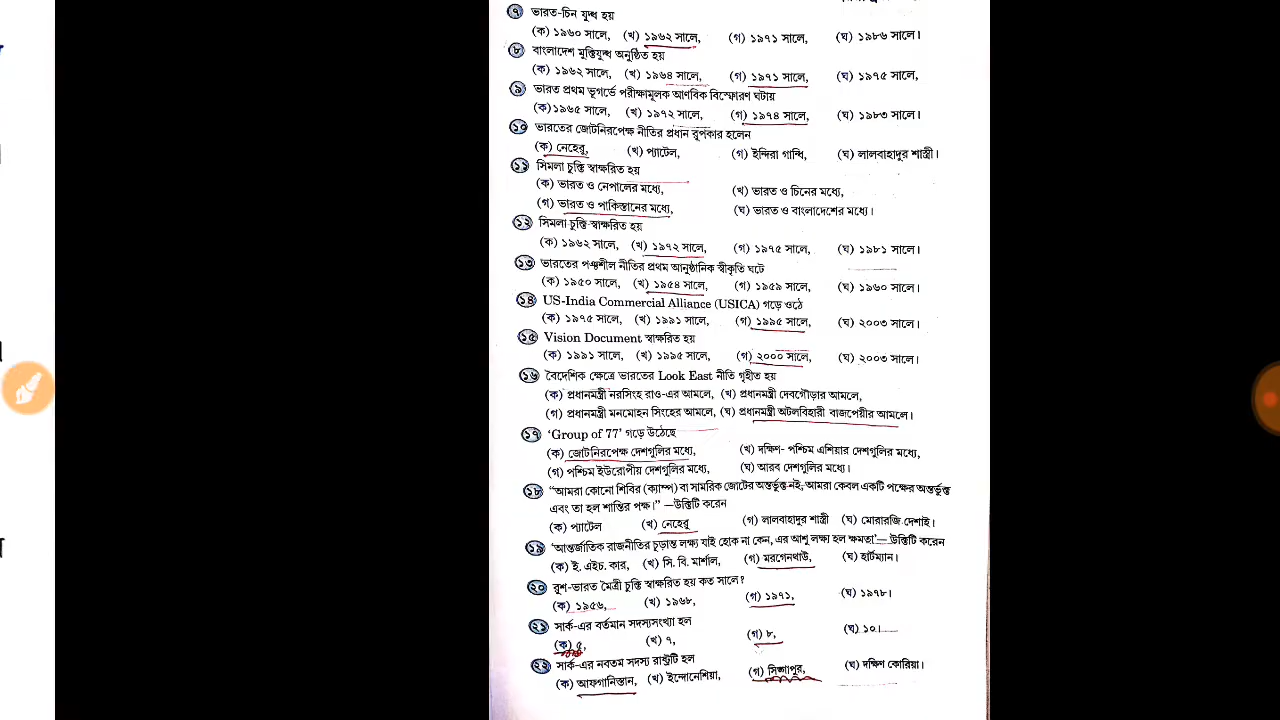 ৭ ভারত-চিন যুদ্ধ হয়
(ক) ১৯৬০ সালে, (খ) ১৯৬২ সালে, (গ) ১৯৭১ সালে, (ঘ) ১৯৮৬ সালে।
৮ বাংলাদেশ মুক্তিযুদ্ধ অনুষ্ঠিত হয়
(ক) ১৯৬২ সালে, (খ) ১৯৬৪ সালে, (গ) ১৯৭১ সালে, (ঘ) ১৯৭৫ সালে,
৯ ভারত প্রথম ভূগর্ভে পরীক্ষামূলক আণবিক বিস্ফোরণ ঘটায়
(ক) ১৯৬৫ সালে, (খ) ১৯৭২ সালে, (গ) ১৯৭৪ সালে, (ঘ) ১৯৮৩ সালে।
১০ ভারতের জোটনিরপেক্ষ নীতির প্রধান রূপকার হলেন
(ক) নেহেরু, (খ) প্যাটেল, (গ) ইন্দিরা গান্ধি, (ঘ) লালবাহাদুর শাস্ত্রী।
১১ সিমলা চুক্তি স্বাক্ষরিত হয়
(ক) ভারত ও নেপালের মধ্যে, (খ) ভারত ও চিনের মধ্যে,
(গ) ভারত ও পাকিস্তানের মধ্যে, (ঘ) ভারত ও বাংলাদেশের মধ্যে।
১২ সিমলা চুক্তি স্বাক্ষরিত হয়
(ক) ১৯৬২ সালে, (খ) ১৯৭২ সালে, (গ) ১৯৭৫ সালে, (ঘ) ১৯৮১ সালে।
১৩ ভারতের পঞ্চশীল নীতির প্রথম আনুষ্ঠানিক স্বীকৃতি ঘটে
(ক) ১৯৫০ সালে, (খ) ১৯৫৪ সালে, (গ) ১৯৫৯ সালে, (ঘ) ১৯৬০ সালে।
১৪ US-India Commercial Alliance (USICA) গড়ে ওঠে
(ক) ১৯৭৫ সালে, (খ) ১৯৯১ সালে, (গ) ১৯৯৫ সালে, (ঘ) ২০০৩ সালে।
১৫ Vision Document স্বাক্ষরিত হয়
(ক) ১৯৯১ সালে, (খ) ১৯৯৫ সালে, (গ) ২০০০ সালে, (ঘ) ২০০৩ সালে।
১৬ বৈদেশিক ক্ষেত্রে ভারতের Look East নীতি গৃহীত হয়
(ক) প্রধানমন্ত্রী নরসিংহ রাও-এর আমলে, (খ) প্রধানমন্ত্রী দেবগৌড়ার আমলে,
(গ) প্রধানমন্ত্রী মনমোহন সিংহের আমলে, (ঘ) প্রধানমন্ত্রী অটলবিহারী বাজপেয়ীর আমলে।
১৭ ‘Group of 77’ গড়ে উঠেছে
(ক) জোটনিরপেক্ষ দেশগুলির মধ্যে, (খ) দক্ষিণ- পশ্চিম এশিয়ার দেশগুলির মধ্যে,
(গ) পশ্চিম ইউরোপীয় দেশগুলির মধ্যে, (ঘ) আরব দেশগুলির মধ্যে।
১৮ “আমরা কোনো শিবির (ক্যাম্প) বা সামরিক জোটের অন্তর্ভুক্ত নই, আমরা কেবল একটি পক্ষের অন্তর্ভুক্ত
এবং তা হল শান্তির পক্ষ।” —উক্তিটি করেন
(ক) প্যাটেল (খ) নেহেরু (গ) লালবাহাদুর শাস্ত্রী (ঘ) মোরারজি দেশাই।
১৯ ‘আন্তর্জাতিক রাজনীতির চূড়ান্ত লক্ষ্য যাই হোক না কেন, এর আশু লক্ষ্য হল ক্ষমতা’— উক্তিটি করেন
(ক) ই. এইচ. কার, (খ) সি. বি. মার্শাল, (গ) মরগেনথাউ, (ঘ) হার্টম্যান।
২০ রুশ-ভারত মৈত্রী চুক্তি স্বাক্ষরিত হয় কত সালে?
(ক) ১৯৫৬, (খ) ১৯৬৮, (গ) ১৯৭১, (ঘ) ১৯৭৮।
২১ সার্ক-এর বর্তমান সদস্যসংখ্যা হল
(ক) ৫, (খ) ৭, (গ) ৮, (ঘ) ১০।
২২ সার্ক-এর নবতম সদস্য রাষ্ট্রটি হল
(ক) আফগানিস্তান, (খ) ইন্দোনেশিয়া, (গ) সিঙ্গাপুর, (ঘ) দক্ষিণ কোরিয়া।